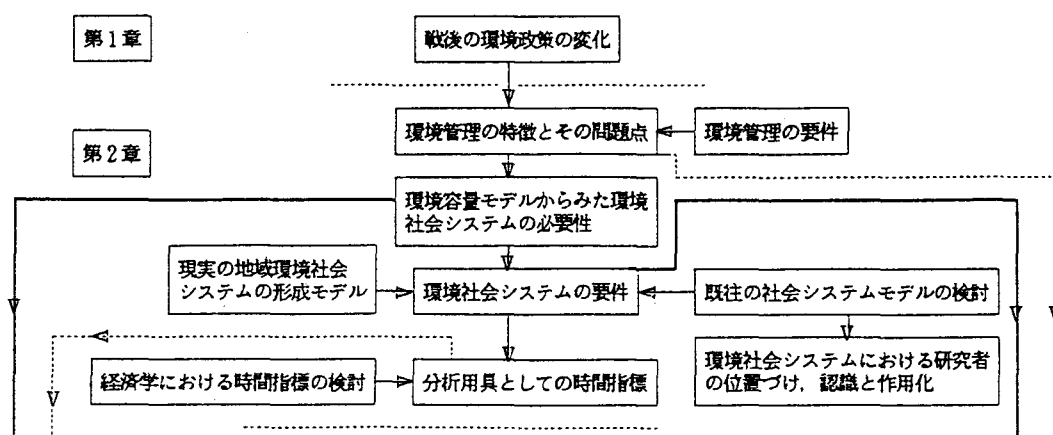 第1章
戦後の環境政策の変化
環境管理の特徴とその問題点
環境管理の要件
第2章
環境容量モデルからみた環境
社会システムの必要性
現実の地域環境社会
システムの形成モデル
環境社会システムの要件
既往の社会システムモデルの検討
環境社会システムにおける研究者
の位置づけ，認識と作用化
経済学における時間指標の検討
分析用具としての時間指標